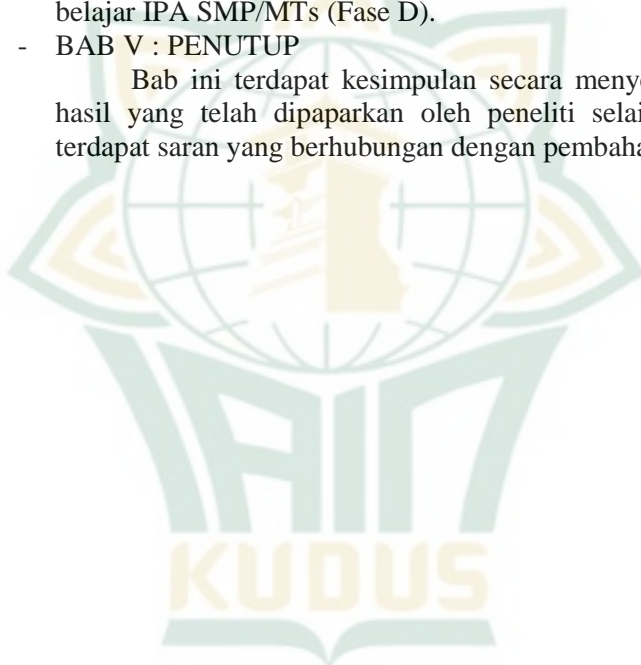 belajar IPA SMP/MTs (Fase D).
- BAB V : PENUTUP
Bab ini terdapat kesimpulan secara
hasil yang telah dipaparkan oleh peneliti
terdapat saran yang berhubungan dengan
IAIN
KUDUS